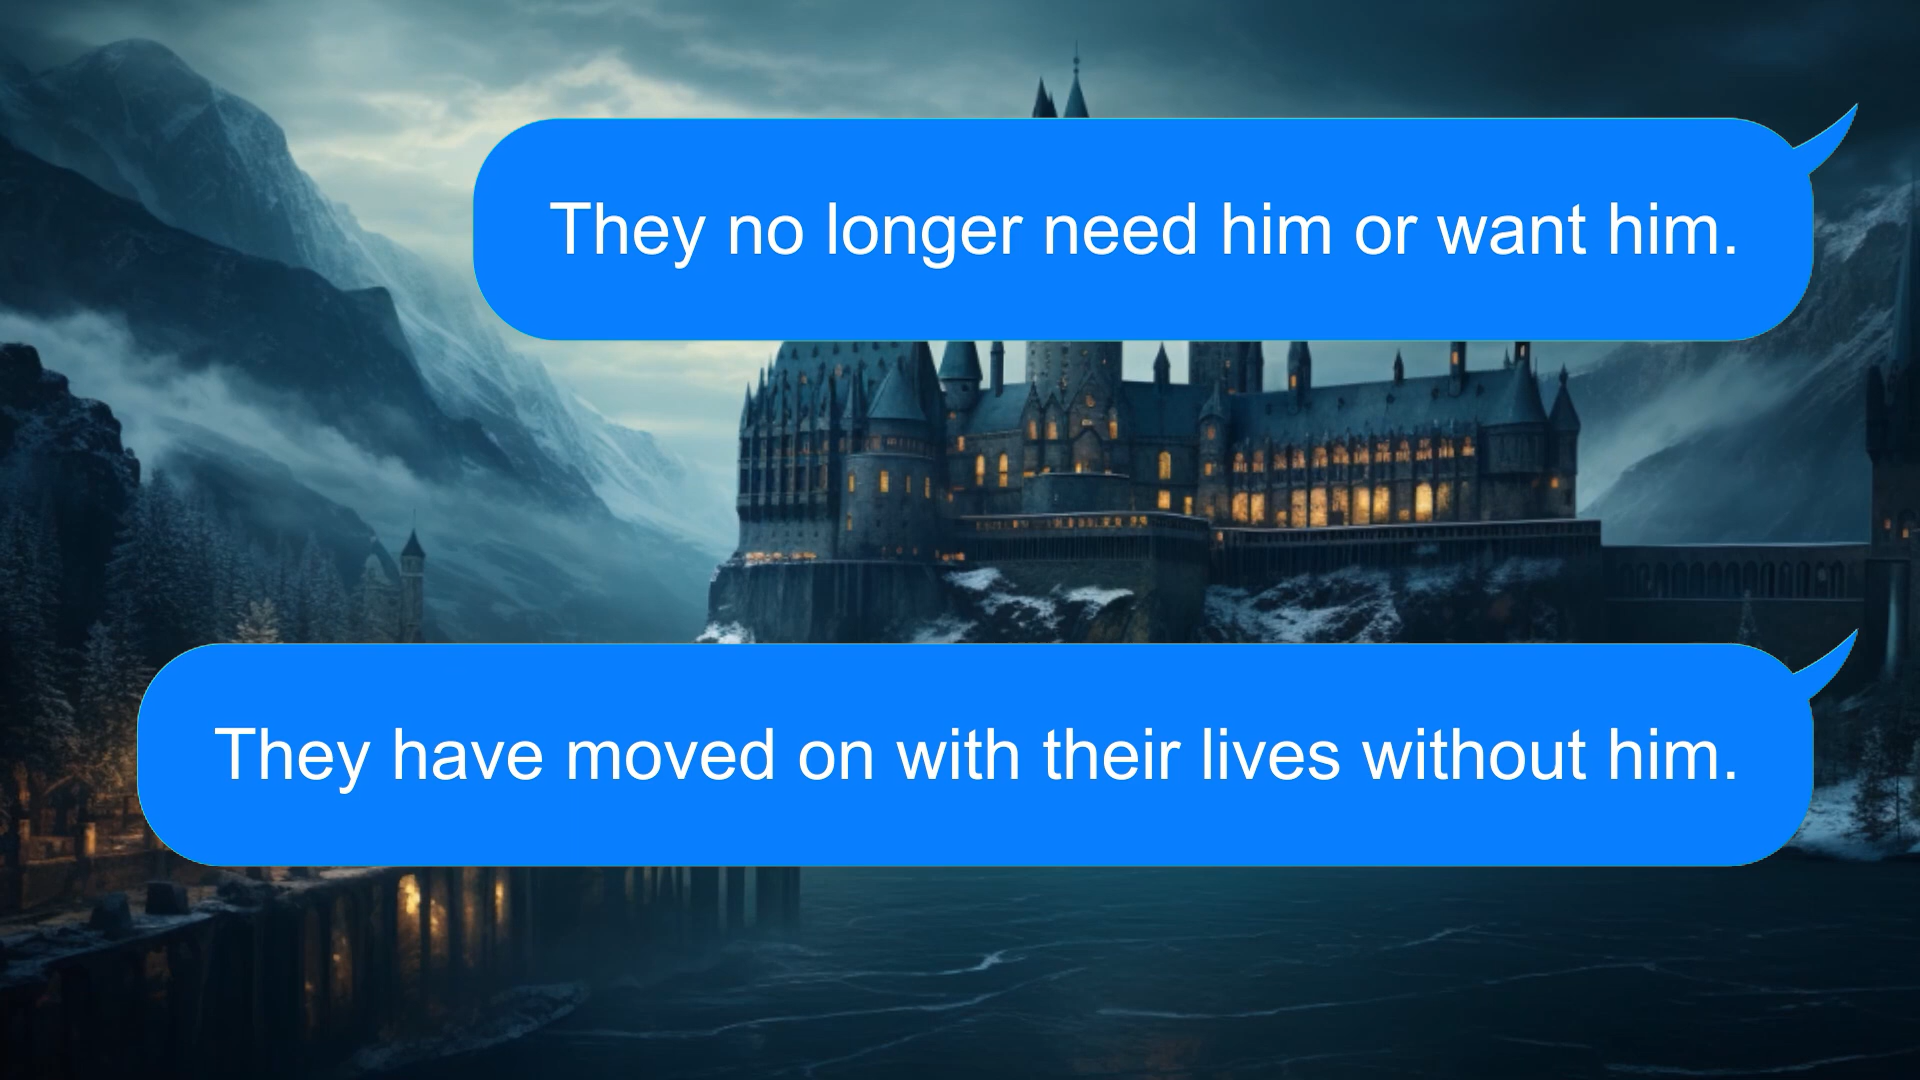 They no longer need him or want him.
They have moved on with their lives without him.